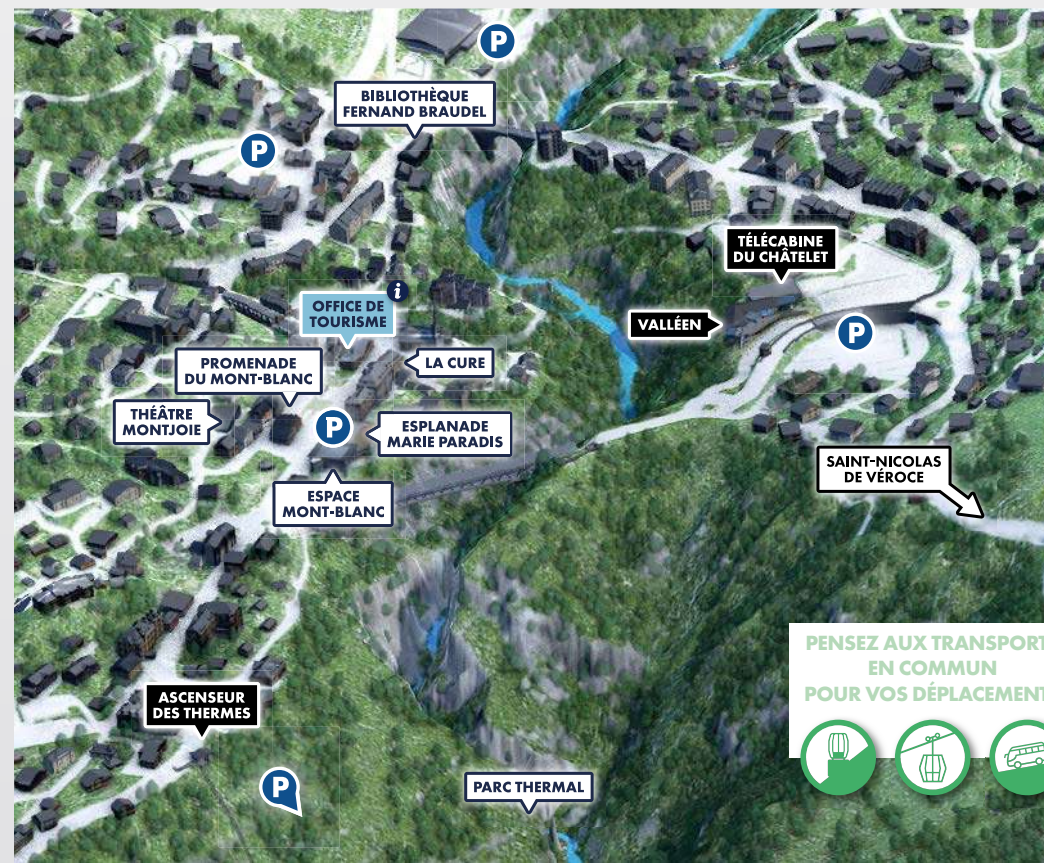 P
BIBLIOTHÈQUE
FERNAND BRAUDEL
P
TÉLÉCABINE
DU CHÂTELET
i
OFFICE DE
TOURISME
VALLÉEN
P
PROMENADE
DU MONT-BLANC
LA CURE
THÉÂTRE
MONTJOIE
P
ESPLANADE
MARIE PARADIS
SAINT-NICOLAS
DE VÉROCE
ESPACE
MONT-BLANC
PENSEZ AUX TRANSPORT
EN COMMUN
POUR VOS DÉPLACEMENT
ASCENSEUR
DES THERMES
P
PARC THERMAL